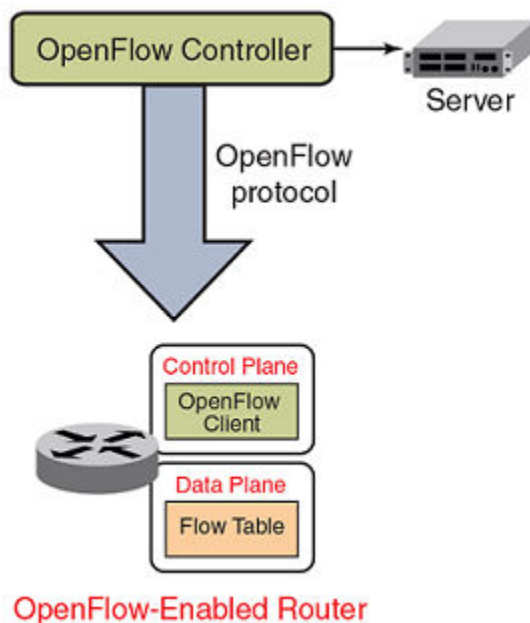 OpenFlow Controller
Server
OpenFlow
protocol
Control Plane
OpenFlow
Client
Data Plane
Flow Table
OpenFlow-Enabled Router